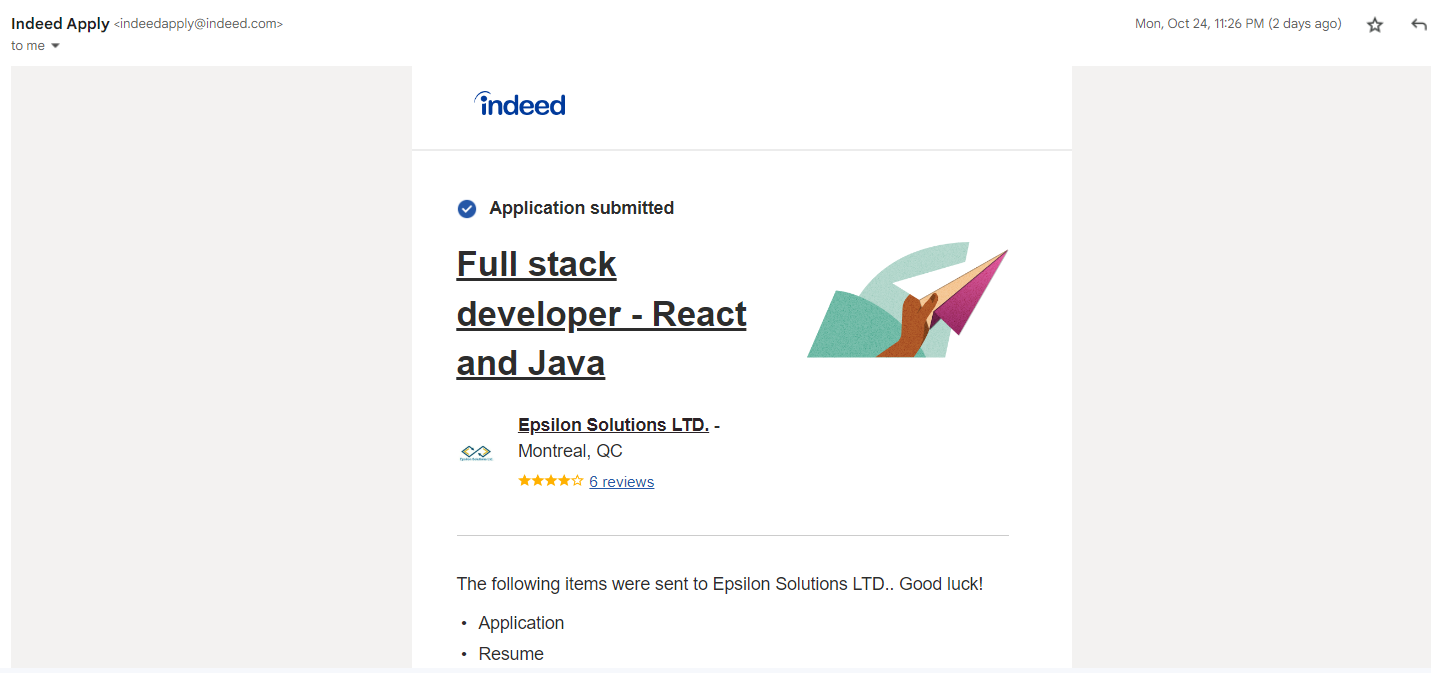 Indeed Apply <indeedapply@indeed.com>
Mon, Oct 24, 11:26 PM (2 days ago)
to me
indeed
Application submitted
Full stack
developer - React
and Java
Epsilon Solutions LTD. -
Montreal, QC
6 reviews
The following items were sent to Epsilon Solutions LTD.. Good luck!
• Application
• Resume